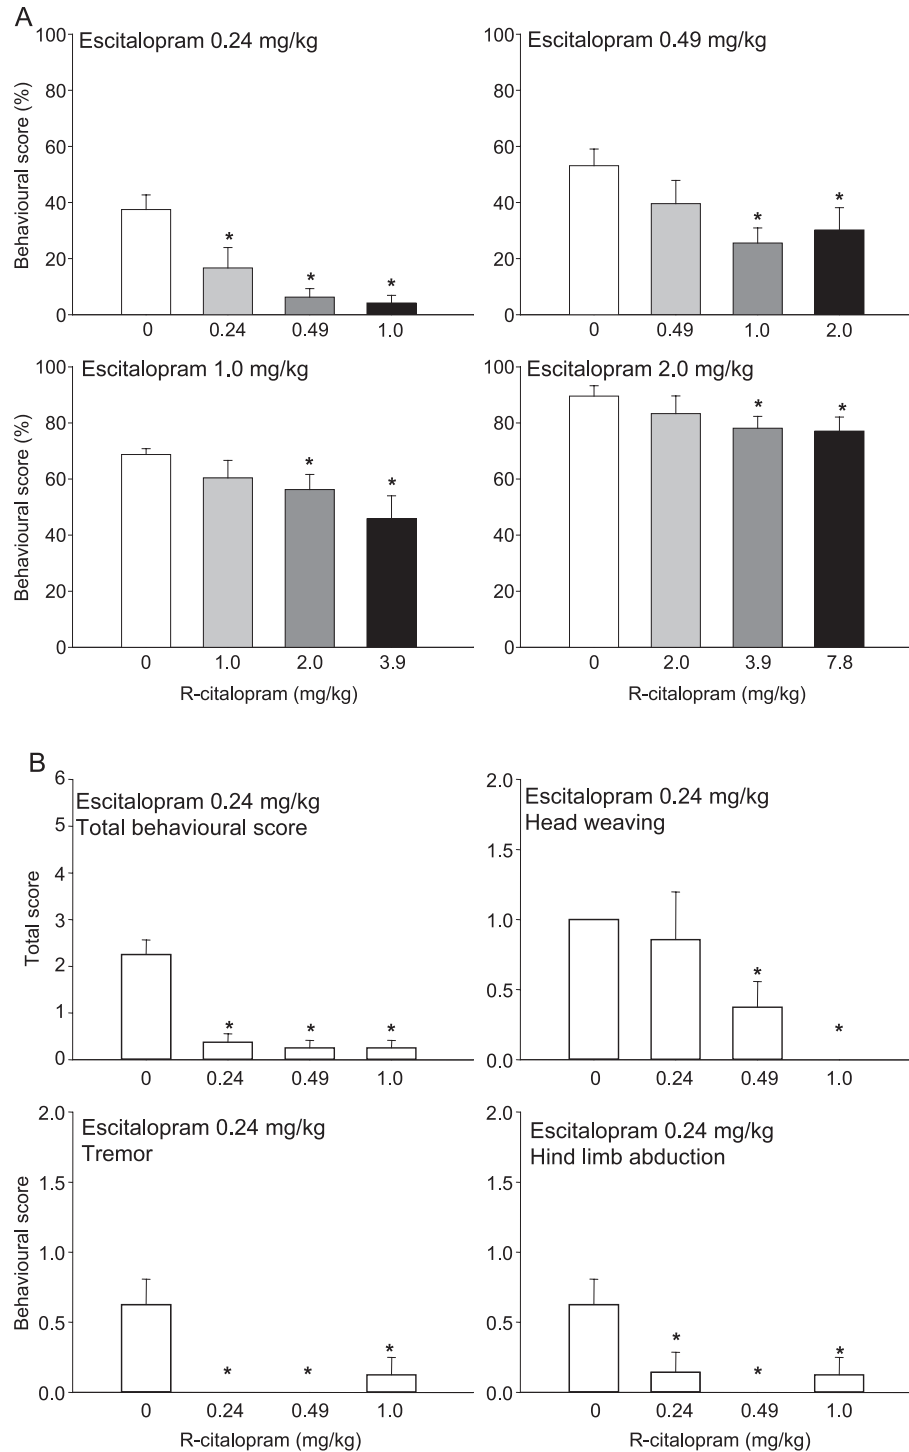 A
Escitalopram 0.24 mg/kg
Behavioural score (%)
100
80
60
40
20
0
*
*
*
0 0.24 0.49 1.0
Escitalopram 0.49 mg/kg
100
80
60
40
20
0
*
*
*
0 0.49 1.0 2.0
Escitalopram 1.0 mg/kg
Behavioural score (%)
100
80
60
40
20
0
*
*
0 1.0 2.0 3.9
R-citalopram (mg/kg)
Escitalopram 2.0 mg/kg
100
80
60
40
20
0
*
*
0 2.0 3.9 7.8
R-citalopram (mg/kg)
B
Escitalopram 0.24 mg/kg
Total behavioural score
Total score
6
5
4
3
2
1
0
*
*
*
0 0.24 0.49 1.0
Escitalopram 0.24 mg/kg
Head weaving
2.0
1.5
1.0
0.5
0.0
*
*
0 0.24 0.49 1.0
Escitalopram 0.24 mg/kg
Tremor
Behavioural score
2.0
1.5
1.0
0.5
0.0
*
*
*
0 0.24 0.49 1.0
R-citalopram (mg/kg)
Escitalopram 0.24 mg/kg
Hind limb abduction
2.0
1.5
1.0
0.5
0.0
*
*
*
0 0.24 0.49 1.0
R-citalopram (mg/kg)